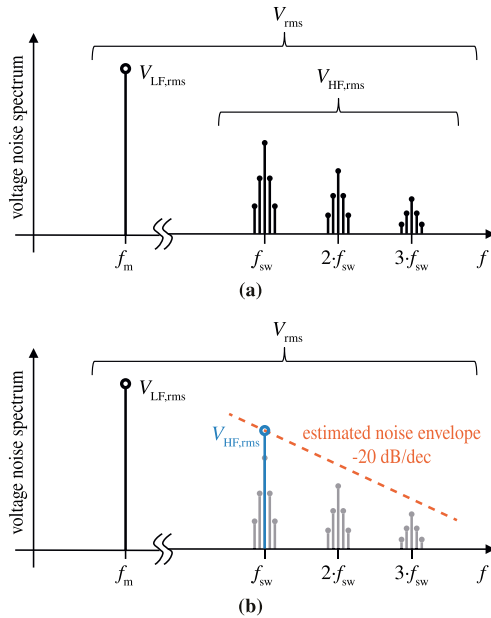 V_rms
V_LF,rms
V_HF,rms
voltage noise spectrum
f_m
f_sw
2·f_sw
3·f_sw
f
(a)
V_rms
V_LF,rms
V_HF,rms
estimated noise envelope
-20 dB/dec
voltage noise spectrum
f_m
f_sw
2·f_sw
3·f_sw
f
(b)